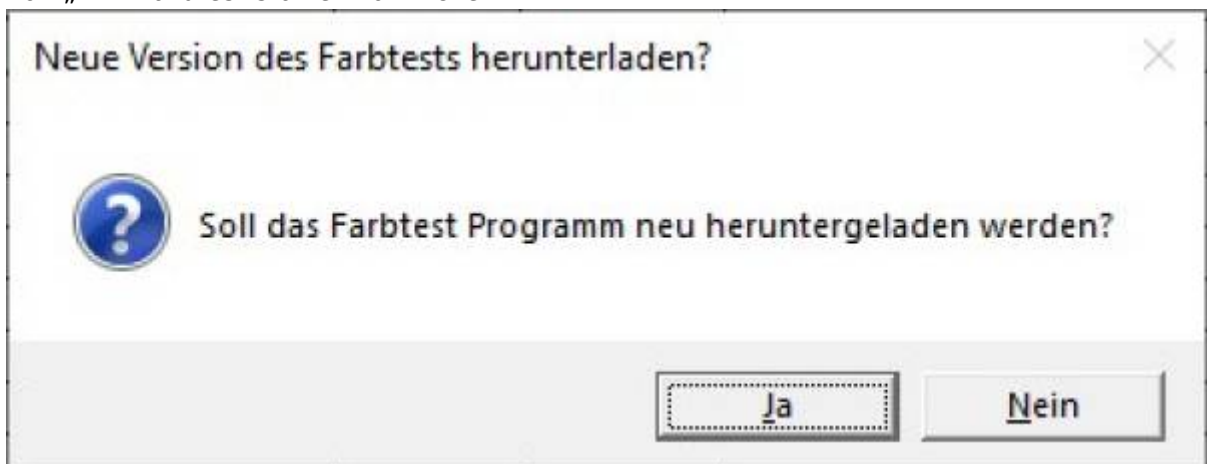 Neue Version des Farbtests herunterladen?
Soll das Farbtest Programm neu heruntergeladen werden?
Ja
Nein